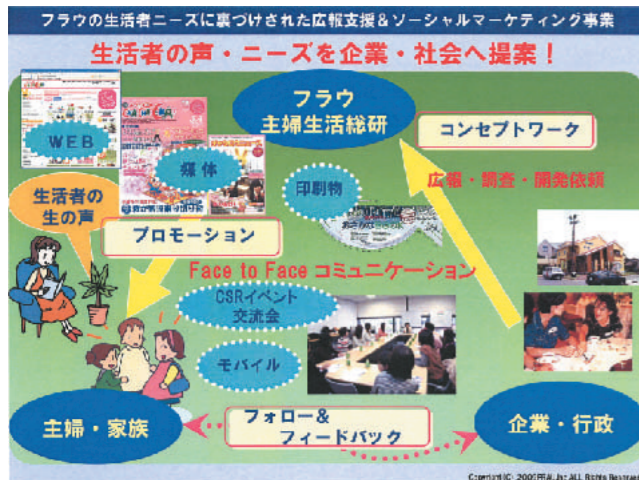 フラウの生活者ニーズに裏づけされた広報支援&ソーシャルマーケティング事業
生活者の声・ニーズを企業・社会へ提案！
WEB
媒体
フラウ
主婦生活総研
コンセプトワーク
生活者の
生の声
印刷物
広報・調査・開発依頼
プロモーション
Face to Face コミュニケーション
CSRイベント
交流会
モバイル
主婦・家族
フォロー&
フィードバック
企業・行政